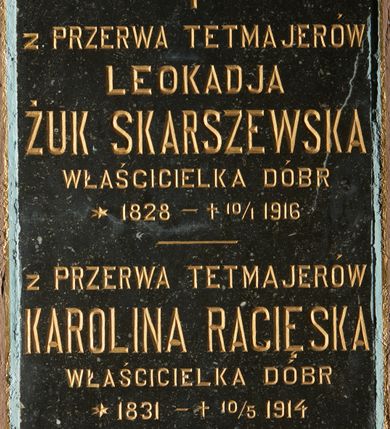 Z PRZERWA TETMAJERÓW
LEOKADJA
ŻUK SKARSZEWSKA
WŁAŚCICIELKA DÓBR
* 1828 – † 10/1 1916
Z PRZERWA TETMAJERÓW
KAROLINA RACIĘSKA
WŁAŚCICIELKA DÓBR
* 1831 – † 10/5 1914